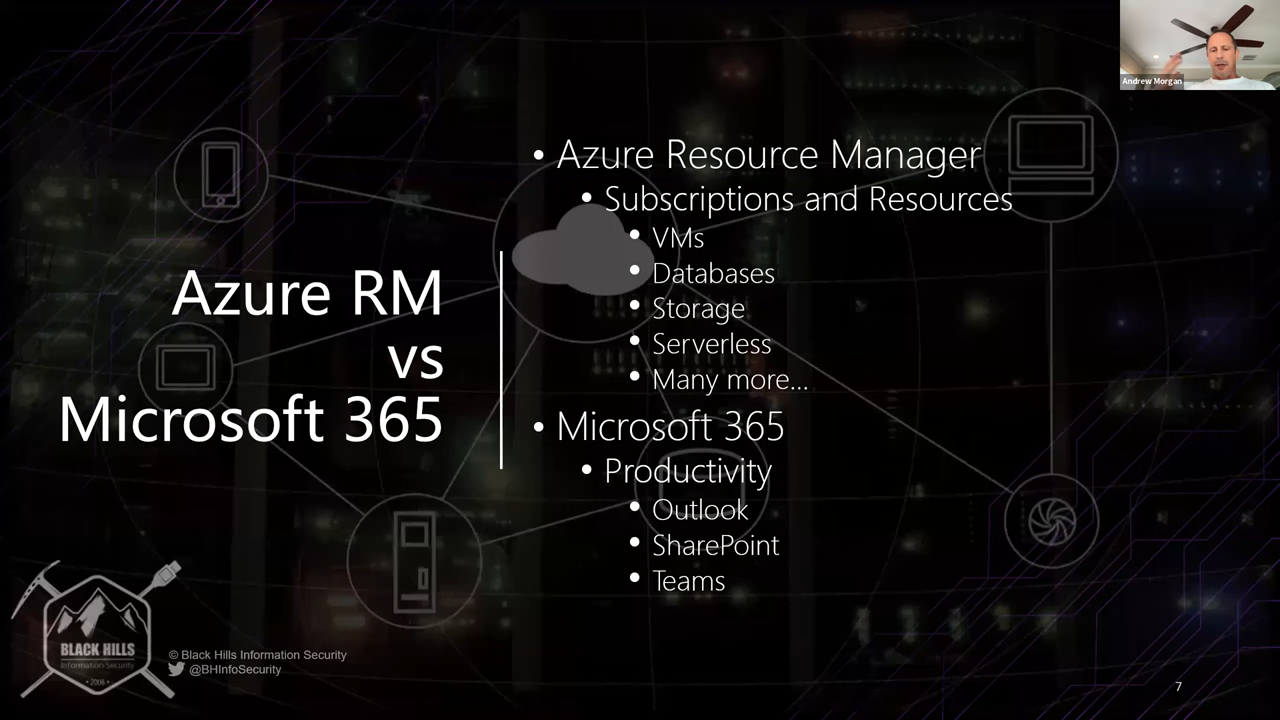 Andrew Morgan
Azure RM
vs
Microsoft 365
• Azure Resource Manager
• Subscriptions and Resources
• VMs
• Databases
• Storage
• Serverless
• Many more...
• Microsoft 365
• Productivity
• Outlook
• SharePoint
• Teams
BLACK HILLS
Information Security
• 2008 •
© Black Hills Information Security
@BHInfoSecurity
7